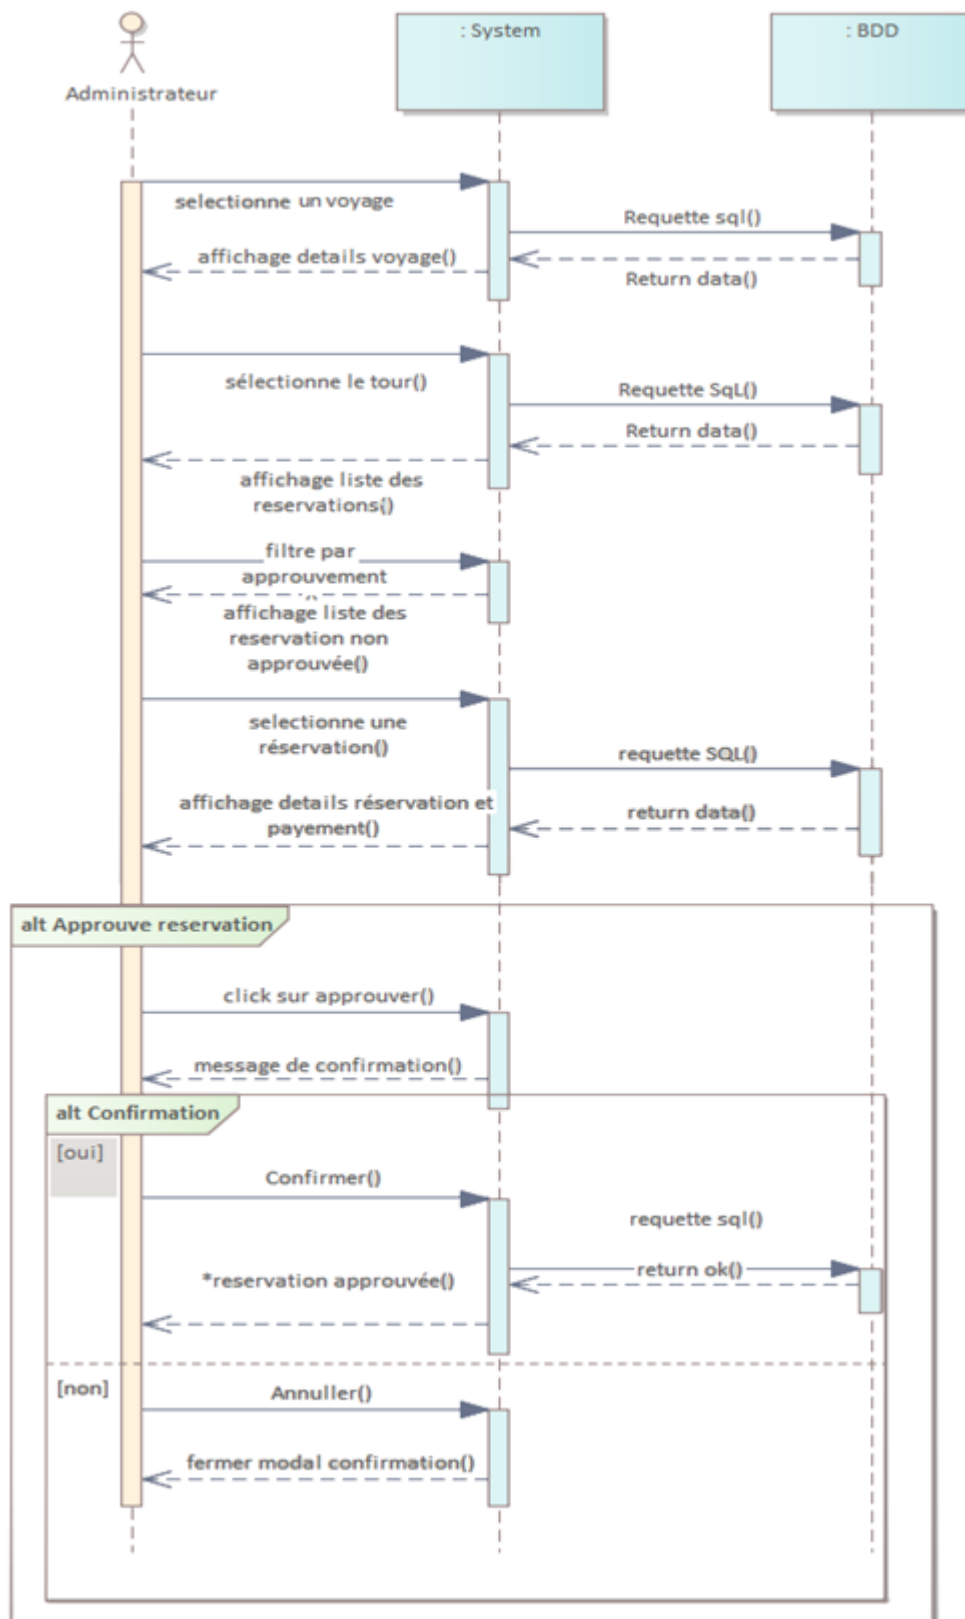 : System
: BDD
Administrateur
selectionne un voyage
Requette sql()
affichage details voyage()
Return data()
sélectionne le tour()
Requette SqL()
Return data()
affichage liste des
reservations()
filtre par
approuvement
()
affichage liste des
reservation non
approuvée()
selectionne une
réservation()
requette SQL()
affichage details réservation et
payement()
return data()
alt Approuve reservation
click sur approuver()
message de confirmation()
alt Confirmation
[oui]
Confirmer()
requette sql()
return ok()
*reservation approuvée()
[non]
Annuller()
fermer modal confirmation()